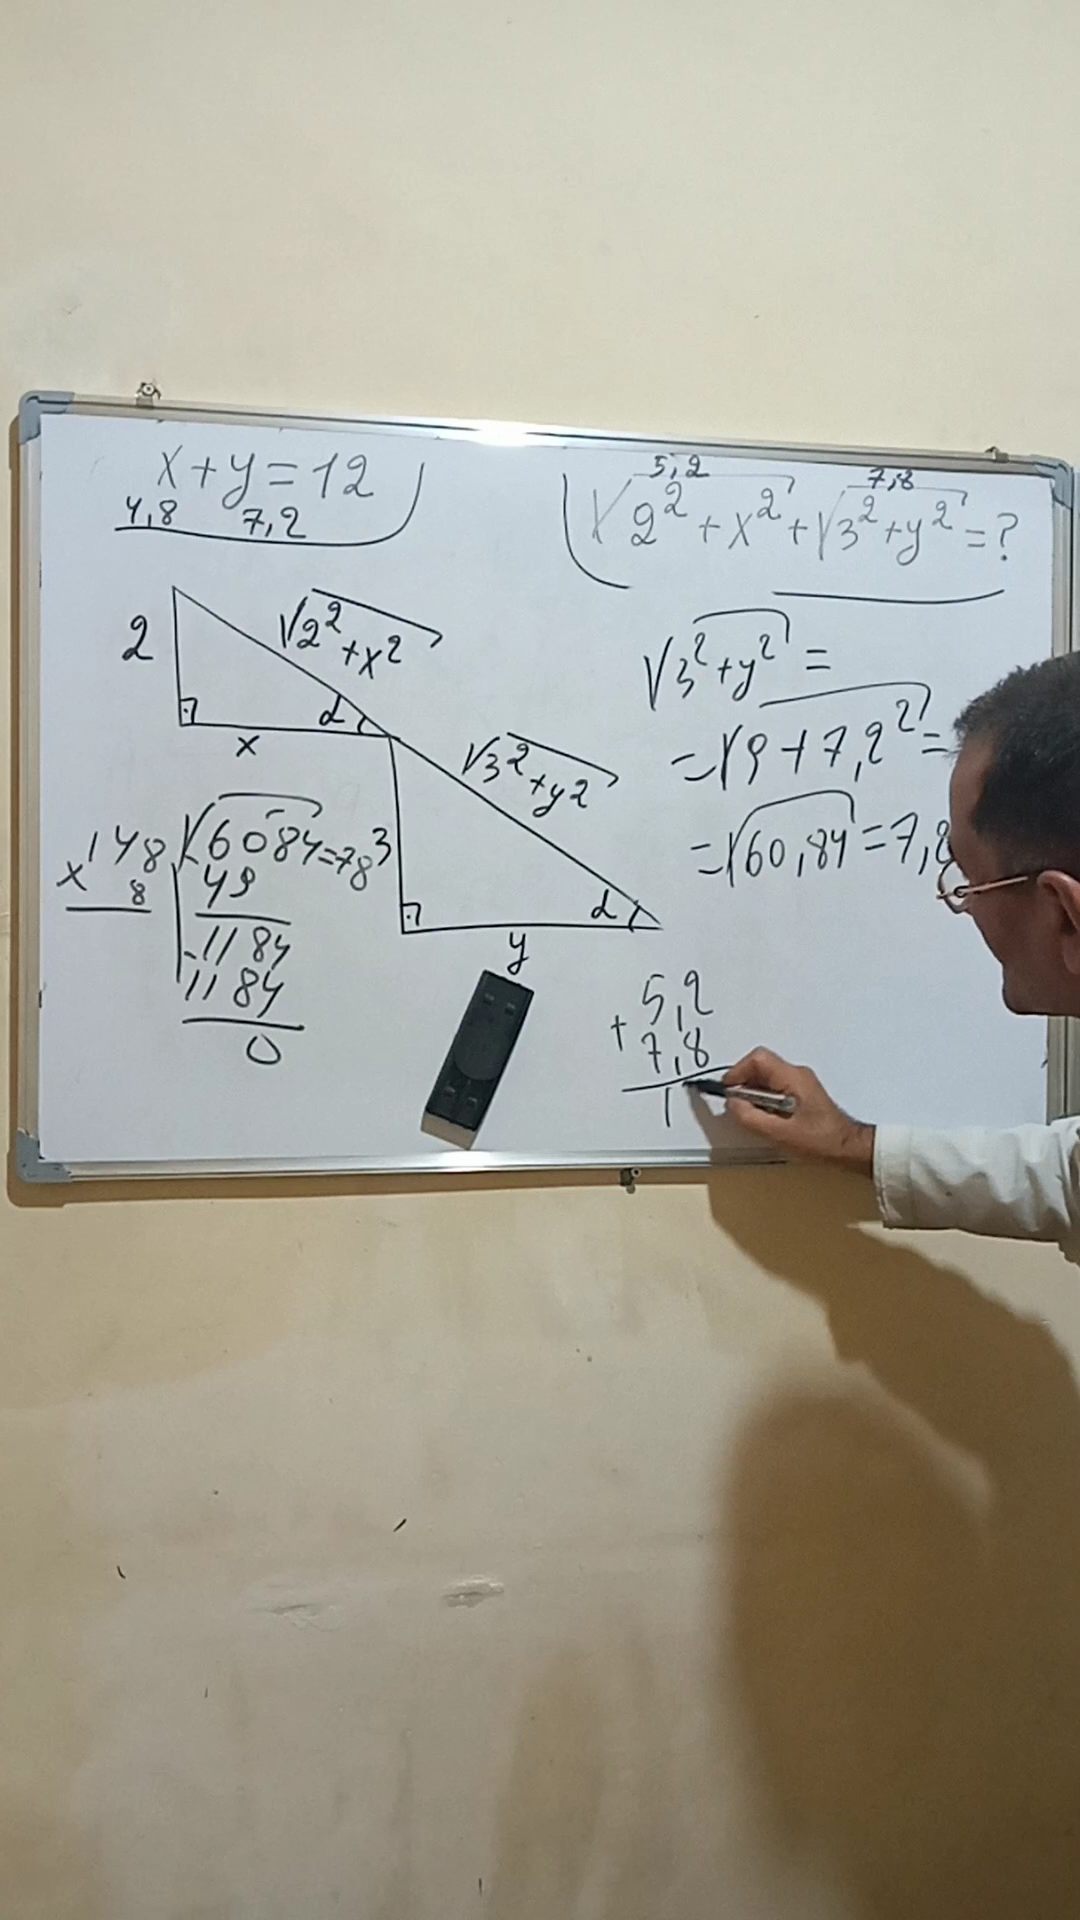 x+y=12
4,8 7,2
5,2 7,8
√2²+x²+√3²+y²=?
2
√2²+x²
α
x
√3²+y²
3
α
y
√3²+y²=
=√9+7,2²=
=√60,84=7,8
148
x 8
√6084=78
49
-1184
1184
0
5,2
+7,8
1